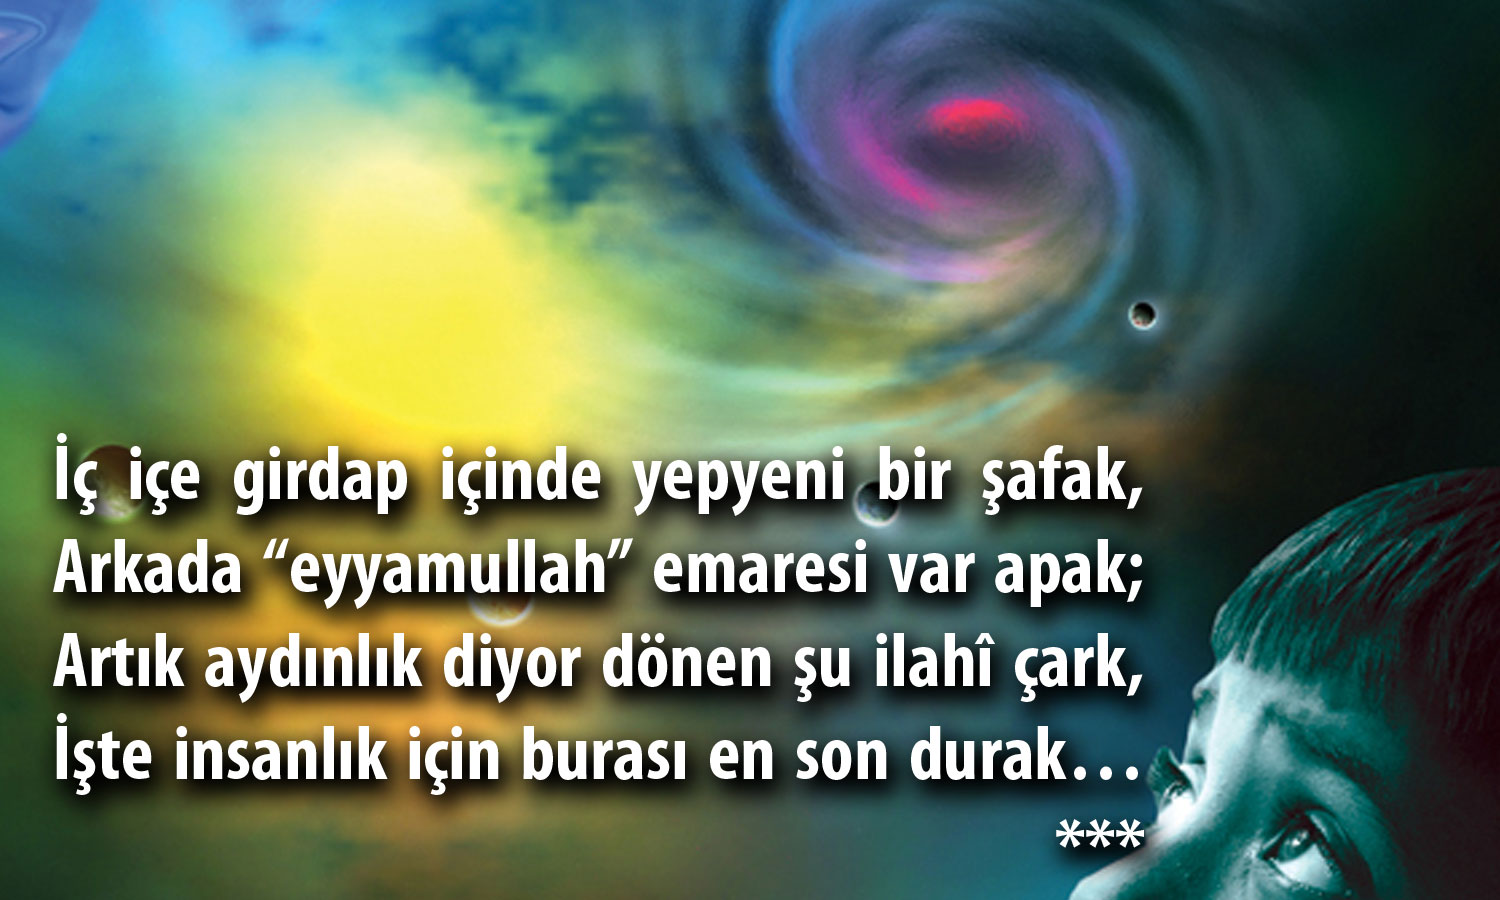 İç içe girdap içinde yepyeni bir şafak,
Arkada “eyyamullah” emaresi var apak;
Artık aydınlık diyor dönen şu ilahî çark,
İşte insanlık için burası en son durak…
***